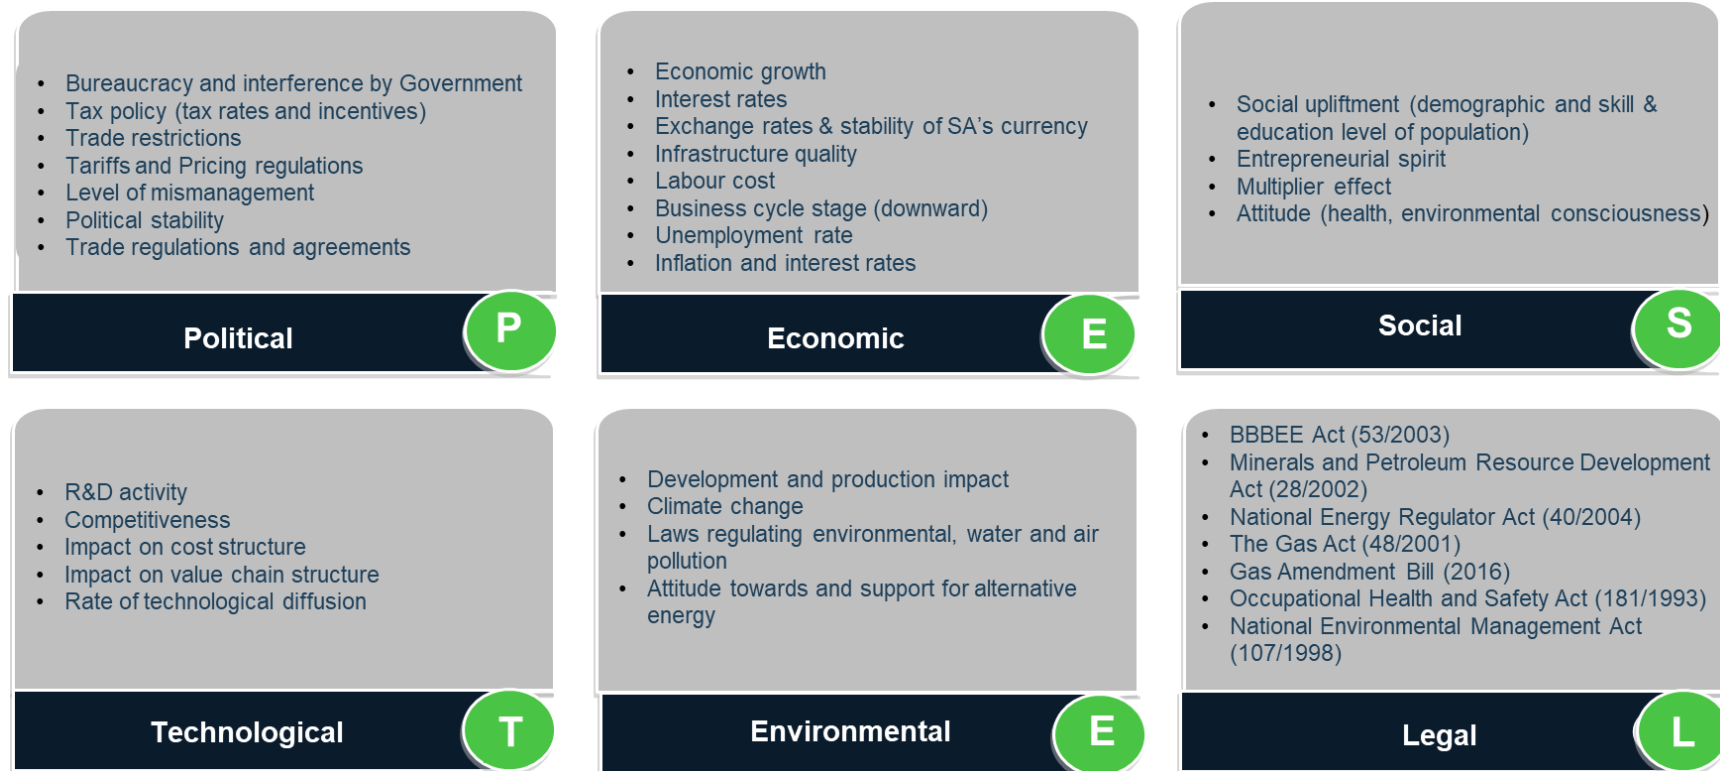 • Bureaucracy and interference by Government
• Tax policy (tax rates and incentives)
• Trade restrictions
• Tariffs and Pricing regulations
• Level of mismanagement
• Political stability
• Trade regulations and agreements
Political
P
• Economic growth
• Interest rates
• Exchange rates & stability of SA's currency
• Infrastructure quality
• Labour cost
• Business cycle stage (downward)
• Unemployment rate
• Inflation and interest rates
Economic
E
• Social upliftment (demographic and skill &
education level of population)
• Entrepreneurial spirit
• Multiplier effect
• Attitude (health, environmental consciousness)
Social
S
• R&D activity
• Competitiveness
• Impact on cost structure
• Impact on value chain structure
• Rate of technological diffusion
Technological
T
• Development and production impact
• Climate change
• Laws regulating environmental, water and air
pollution
• Attitude towards and support for alternative
energy
Environmental
E
• BBBEE Act (53/2003)
• Minerals and Petroleum Resource Development
Act (28/2002)
• National Energy Regulator Act (40/2004)
• The Gas Act (48/2001)
• Gas Amendment Bill (2016)
• Occupational Health and Safety Act (181/1993)
• National Environmental Management Act
(107/1998)
Legal
L